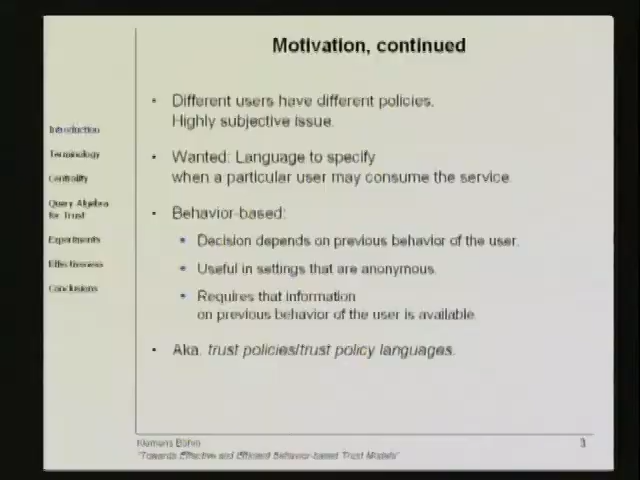 Motivation, continued
Introduction
Terminology
Centrality
Query Algebra
for Trust
Experiments
Effectiveness
Conclusions
• Different users have different policies.
Highly subjective issue.
• Wanted: Language to specify
when a particular user may consume the service.
• Behavior-based:
• Decision depends on previous behavior of the user.
• Useful in settings that are anonymous.
• Requires that information
on previous behavior of the user is available.
• Aka. trust policies/trust policy languages.
Klemens Böhm
"Towards Effective and Efficient Behavior-based Trust Models"
3